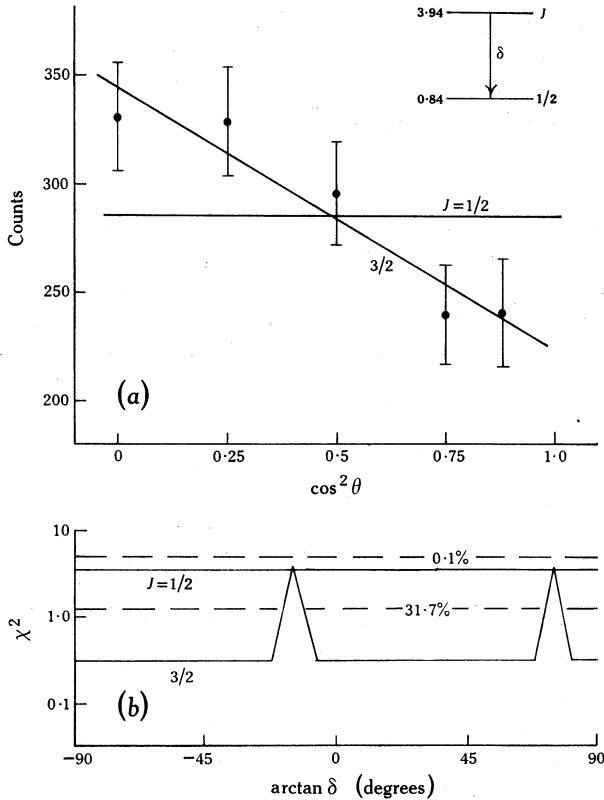 3·94 J
δ
0·84 1/2
350
300
250
200
Counts
J=1/2
3/2
(a)
0 0·25 0·5 0·75 1·0
cos² θ
10
1·0
0·1
χ²
0·1%
J=1/2
31·7%
3/2
(b)
−90 −45 0 45 90
arctan δ (degrees)